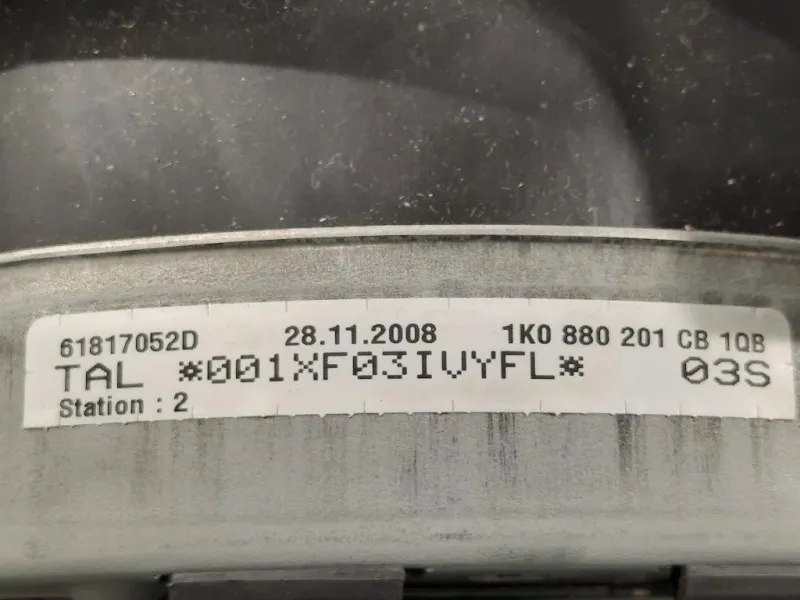 61817052D 28.11.2008 1K0 880 201 CB 1QB
TAL *001XF03IVYFL* 03S
Station : 2